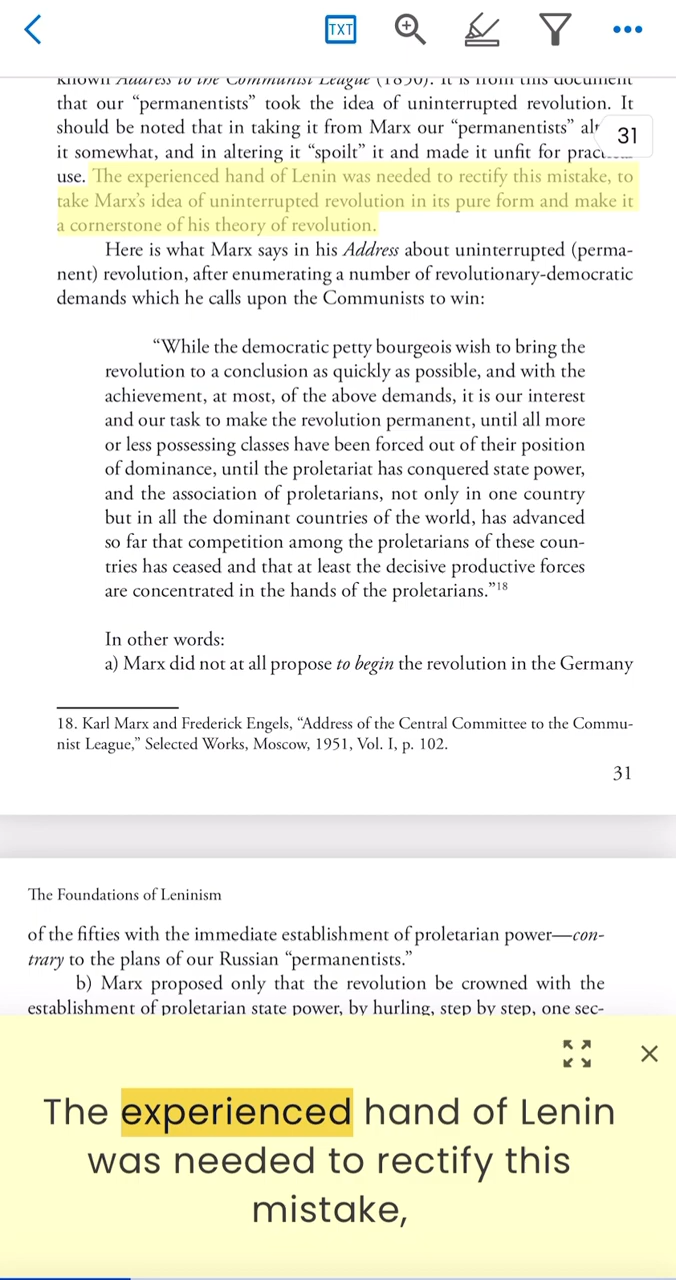 TXT
known Address to the Communist League (1850). It is from this document
that our “permanentists” took the idea of uninterrupted revolution. It
should be noted that in taking it from Marx our “permanentists”
31
it somewhat, and in altering it “spoilt” it and made it unfit for
use. The experienced hand of Lenin was needed to rectify this mistake, to
take Marx’s idea of uninterrupted revolution in its pure form and make it
a cornerstone of his theory of revolution.
Here is what Marx says in his Address about uninterrupted (perma-
nent) revolution, after enumerating a number of revolutionary-democratic
demands which he calls upon the Communists to win:
“While the democratic petty bourgeois wish to bring the
revolution to a conclusion as quickly as possible, and with the
achievement, at most, of the above demands, it is our interest
and our task to make the revolution permanent, until all more
or less possessing classes have been forced out of their position
of dominance, until the proletariat has conquered state power,
and the association of proletarians, not only in one country
but in all the dominant countries of the world, has advanced
so far that competition among the proletarians of these coun-
tries has ceased and that at least the decisive productive forces
are concentrated in the hands of the proletarians.”18
In other words:
a) Marx did not at all propose to begin the revolution in the Germany
18. Karl Marx and Frederick Engels, “Address of the Central Committee to the Commu-
nist League,” Selected Works, Moscow, 1951, Vol. I, p. 102.
31
The Foundations of Leninism
of the fifties with the immediate establishment of proletarian power—con-
trary to the plans of our Russian “permanentists.”
b) Marx proposed only that the revolution be crowned with the
establishment of proletarian state power, by hurling, step by step, one sec-
The experienced hand of Lenin
was needed to rectify this
mistake,